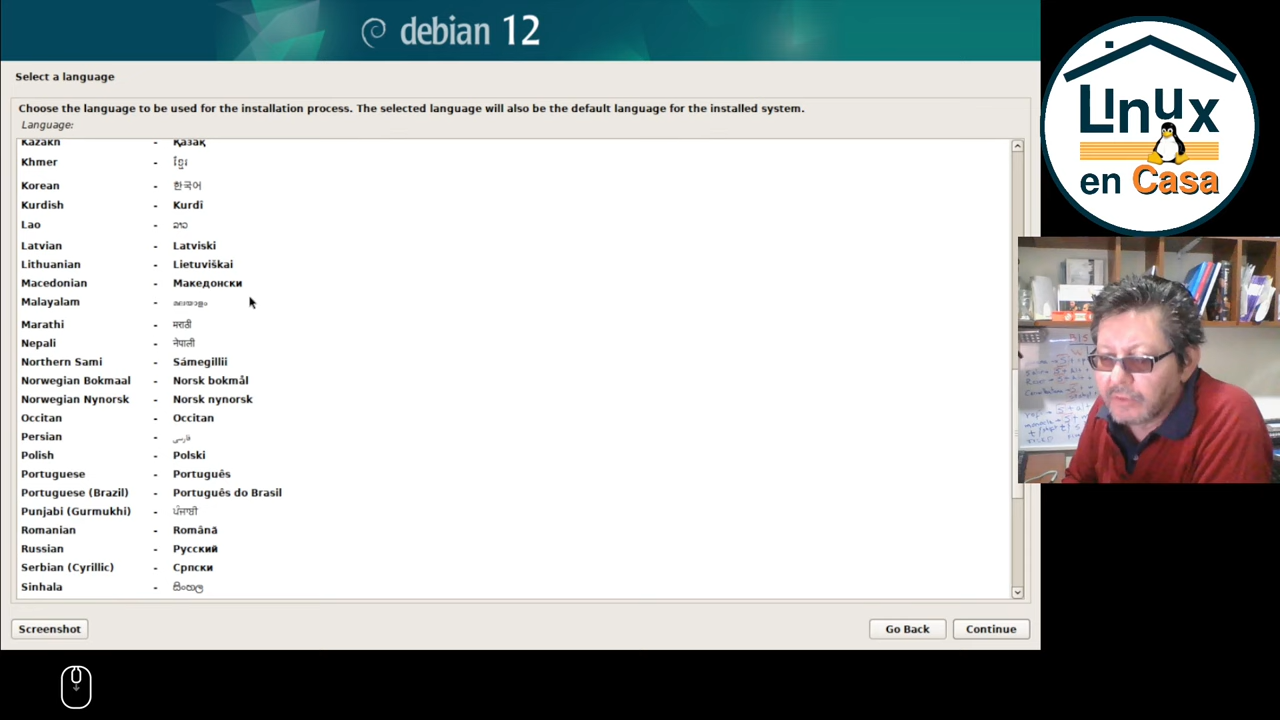 debian 12
Select a language
Choose the language to be used for the installation process. The selected language will also be the default language for the installed system.
Language:
Kazakh - Қазақ
Khmer - ខ្មែរ
Korean - 한국어
Kurdish - Kurdî
Lao - ລາວ
Latvian - Latviski
Lithuanian - Lietuviškai
Macedonian - Македонски
Malayalam - മലയാളം
Marathi - मराठी
Nepali - नेपाली
Northern Sami - Sámegillii
Norwegian Bokmaal - Norsk bokmål
Norwegian Nynorsk - Norsk nynorsk
Occitan - Occitan
Persian - فارسی
Polish - Polski
Portuguese - Português
Portuguese (Brazil) - Português do Brasil
Punjabi (Gurmukhi) - ਪੰਜਾਬੀ
Romanian - Română
Russian - Русский
Serbian (Cyrillic) - Српски
Sinhala - සිංහල
Screenshot
Go Back
Continue
Linux
en Casa